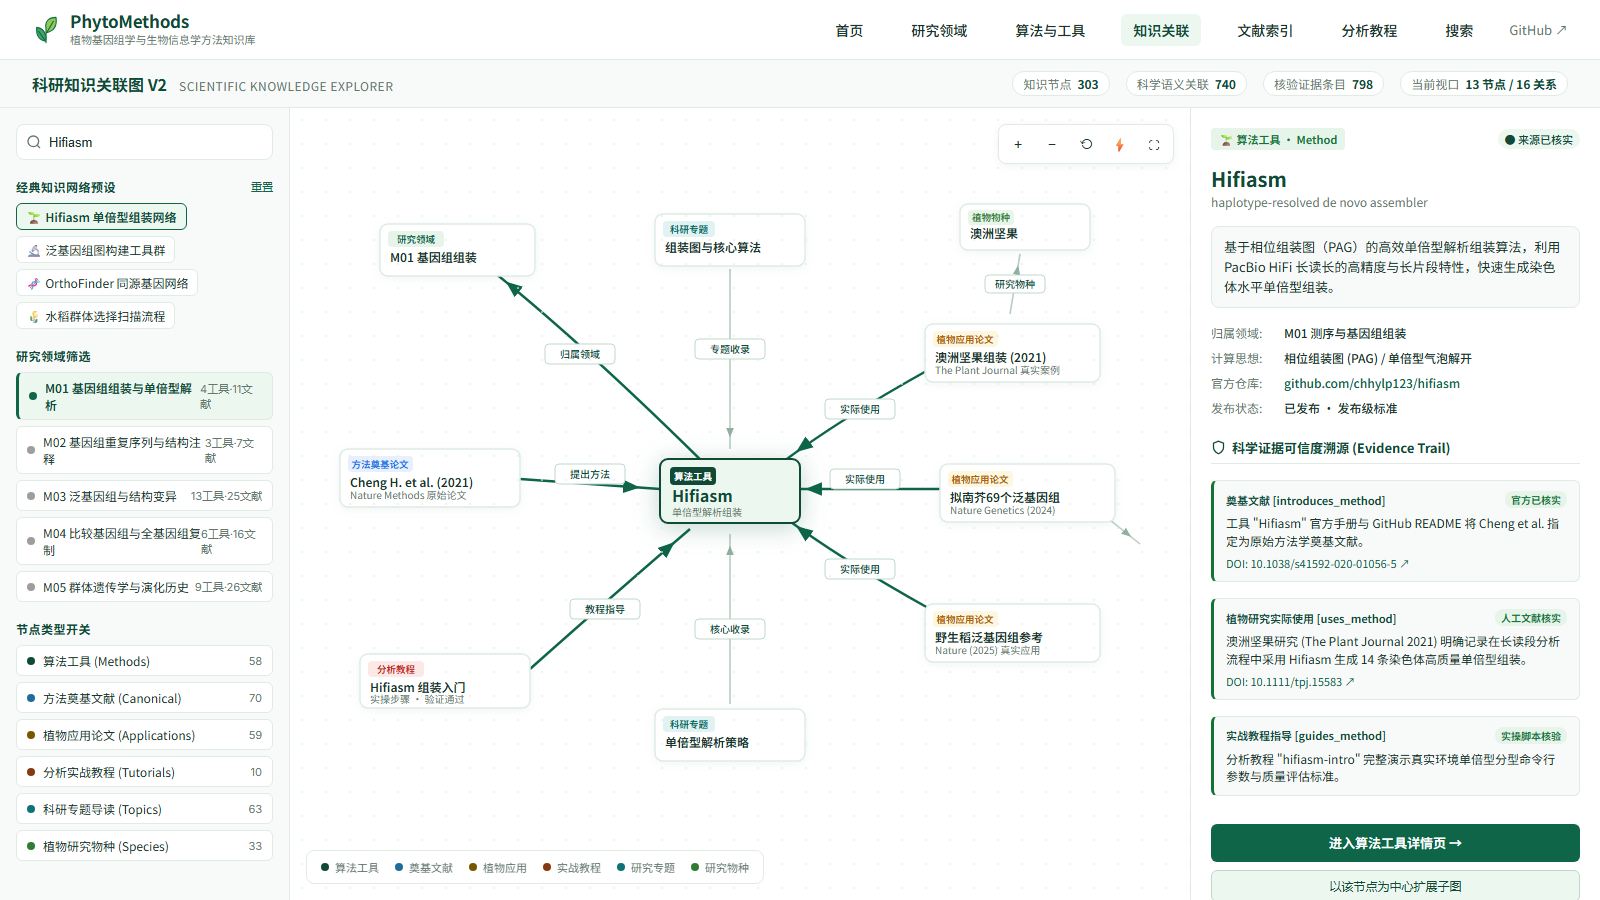 PhytoMethods
植物基因组学与生物信息学方法知识库
首页
研究领域
算法与工具
知识关联
文献索引
分析教程
搜索
GitHub ↗
科研知识关联图 V2
SCIENTIFIC KNOWLEDGE EXPLORER
知识节点 303
科学语义关联 740
核验证据条目 798
当前视口 13 节点 / 16 关系
Hifiasm
经典知识网络预设
重置
Hifiasm 单倍型组装网络
泛基因组图构建工具群
OrthoFinder 同源基因网络
水稻群体选择扫描流程
研究领域筛选
M01 基因组组装与单倍型解析
4工具·11文献
M02 基因组重复序列与结构注释
3工具·7文献
M03 泛基因组与结构变异
13工具·25文献
M04 比较基因组与全基因组复制
6工具·16文献
M05 群体遗传学与演化历史
9工具·26文献
节点类型开关
算法工具 (Methods)
58
方法奠基文献 (Canonical)
70
植物应用论文 (Applications)
59
分析实战教程 (Tutorials)
10
科研专题导读 (Topics)
63
植物研究物种 (Species)
33
+
−
研究领域
M01 基因组组装
科研专题
组装图与核心算法
植物物种
澳洲坚果
研究物种
植物应用论文
澳洲坚果组装 (2021)
The Plant Journal 真实案例
归属领域
专题收录
实际使用
方法奠基论文
Cheng H. et al. (2021)
Nature Methods 原始论文
提出方法
算法工具
Hifiasm
单倍型解析组装
实际使用
植物应用论文
拟南芥69个泛基因组
Nature Genetics (2024)
实际使用
教程指导
核心收录
植物应用论文
野生稻泛基因组参考
Nature (2025) 真实应用
分析教程
Hifiasm 组装入门
实操步骤 · 验证通过
科研专题
单倍型解析策略
算法工具
奠基文献
植物应用
实战教程
研究专题
研究物种
算法工具 · Method
来源已核实
Hifiasm
haplotype-resolved de novo assembler
基于相位组装图（PAG）的高效单倍型解析组装算法，利用
PacBio HiFi 长读长的高精度与长片段特性，快速生成染色
体水平单倍型组装。
归属领域:
M01 测序与基因组组装
计算思想:
相位组装图 (PAG) / 单倍型气泡解开
官方仓库:
github.com/chhylp123/hifiasm
发布状态:
已发布 · 发布级标准
科学证据可信度溯源 (Evidence Trail)
奠基文献 [introduces_method]
官方已核实
工具 "Hifiasm" 官方手册与 GitHub README 将 Cheng et al. 指
定为原始方法学奠基文献。
DOI: 10.1038/s41592-020-01056-5 ↗
植物研究实际使用 [uses_method]
人工文献核实
澳洲坚果研究 (The Plant Journal 2021) 明确记录在长读段分析
流程中采用 Hifiasm 生成 14 条染色体高质量单倍型组装。
DOI: 10.1111/tpj.15583 ↗
实战教程指导 [guides_method]
实操脚本核验
分析教程 "hifiasm-intro" 完整演示真实环境单倍型分型命令行
参数与质量评估标准。
进入算法工具详情页 →
以该节点为中心扩展子图